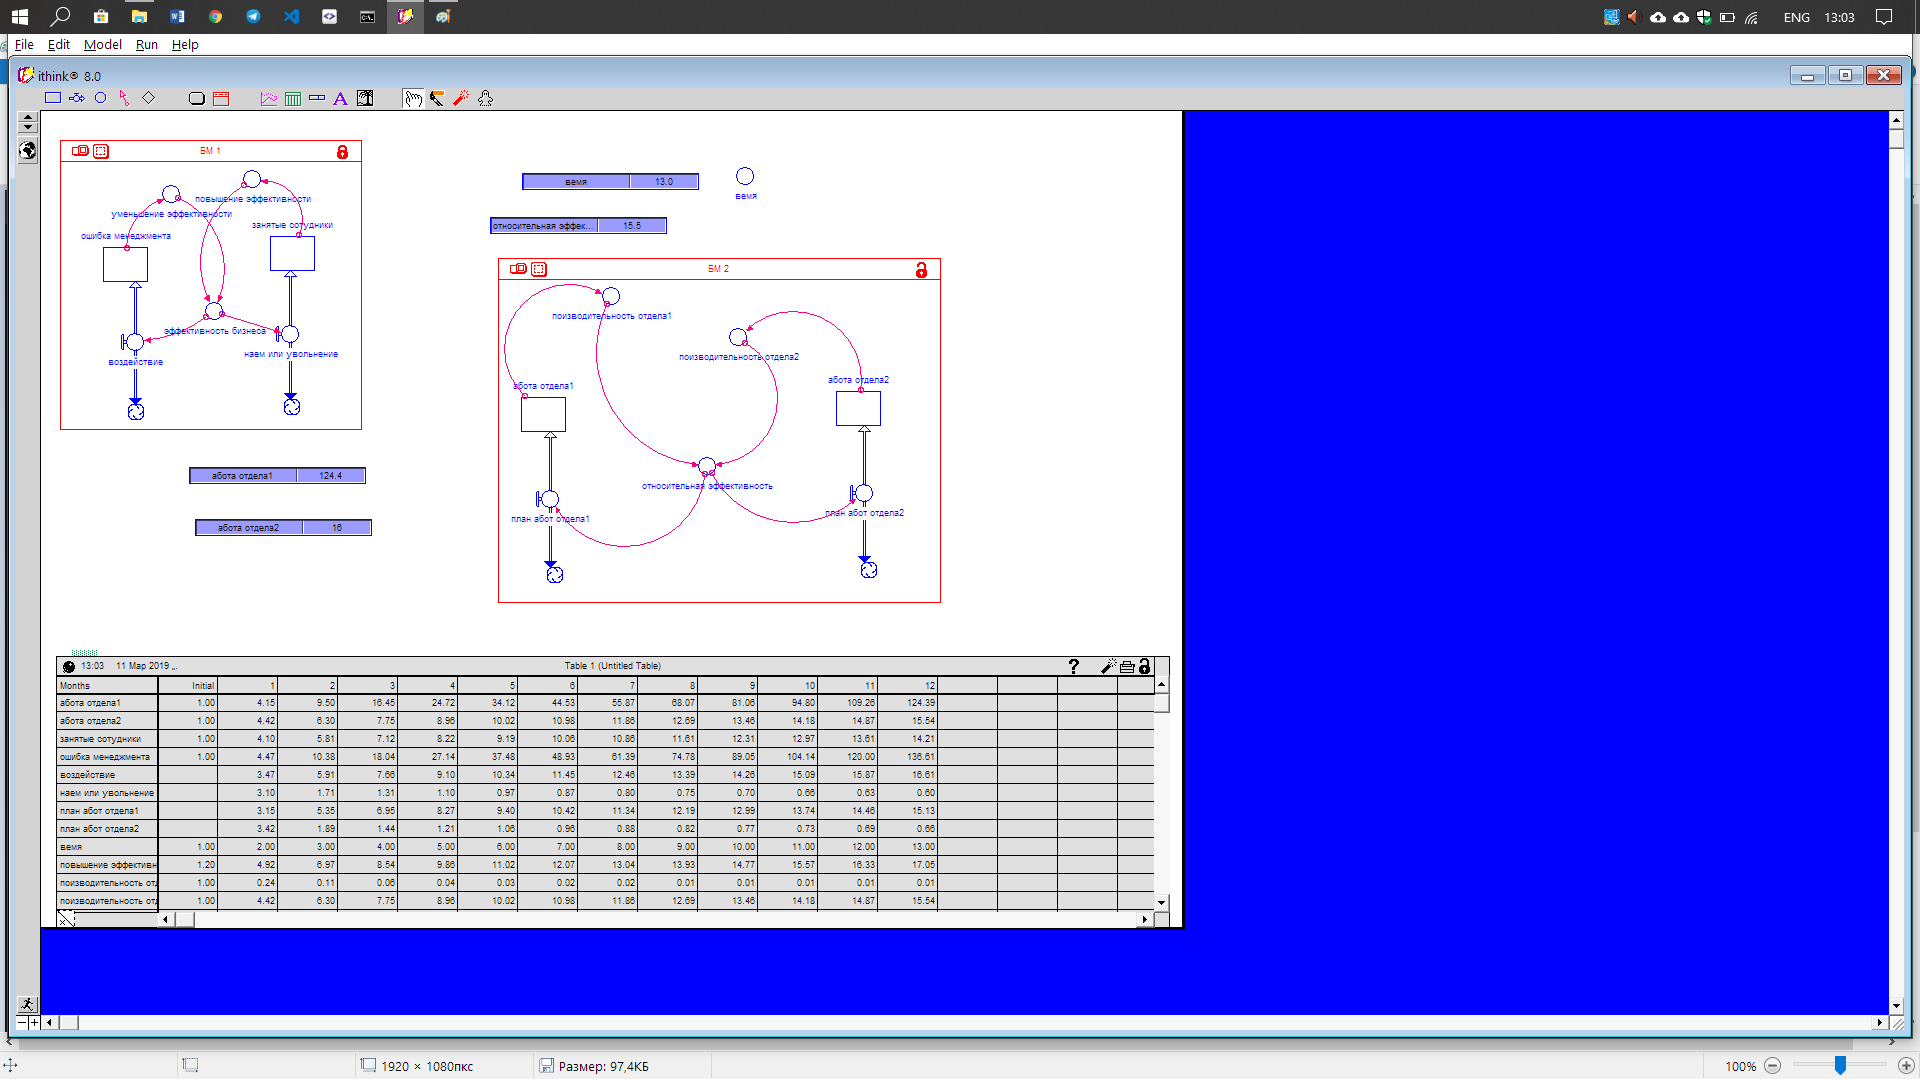 ENG 13:03
File Edit Model Run Help
ithink® 8.0
БМ 1
повышение эффективности
уменьшение эффективности
занятые сотудники
ошибка менеджмента
эффективность бизнеса
наем или увольнение
воздействие
вемя 13.0
вемя
относительная эффек... 15.5
БМ 2
поизводительность отдела1
поизводительность отдела2
абота отдела2
абота отдела1
относительная эффективность
план абот отдела2
план абот отдела1
абота отдела1 124.4
абота отдела2 16
13:03 11 Мар 2019 ,,. Table 1 (Untitled Table) ?
Months Initial 1 2 3 4 5 6 7 8 9 10 11 12
абота отдела1 1.00 4.15 9.50 16.45 24.72 34.12 44.53 55.87 68.07 81.06 94.80 109.26 124.39
абота отдела2 1.00 4.42 6.30 7.75 8.96 10.02 10.98 11.86 12.69 13.46 14.18 14.87 15.54
занятые сотудники 1.00 4.10 5.81 7.12 8.22 9.19 10.06 10.86 11.61 12.31 12.97 13.61 14.21
ошибка менеджмента 1.00 4.47 10.38 18.04 27.14 37.48 48.93 61.39 74.78 89.05 104.14 120.00 136.61
воздействие 3.47 5.91 7.66 9.10 10.34 11.45 12.46 13.39 14.26 15.09 15.87 16.61
наем или увольнение 3.10 1.71 1.31 1.10 0.97 0.87 0.80 0.75 0.70 0.66 0.63 0.60
план абот отдела1 3.15 5.35 6.95 8.27 9.40 10.42 11.34 12.19 12.99 13.74 14.46 15.13
план абот отдела2 3.42 1.89 1.44 1.21 1.06 0.96 0.88 0.82 0.77 0.73 0.69 0.66
вемя 1.00 2.00 3.00 4.00 5.00 6.00 7.00 8.00 9.00 10.00 11.00 12.00 13.00
повышение эффективн 1.20 4.92 6.97 8.54 9.86 11.02 12.07 13.04 13.93 14.77 15.57 16.33 17.05
поизводительность отд 1.00 0.24 0.11 0.06 0.04 0.03 0.02 0.02 0.01 0.01 0.01 0.01 0.01
поизводительность отд 1.00 4.42 6.30 7.75 8.96 10.02 10.98 11.86 12.69 13.46 14.18 14.87 15.54
1920 × 1080пкс Размер: 97,4КБ 100%